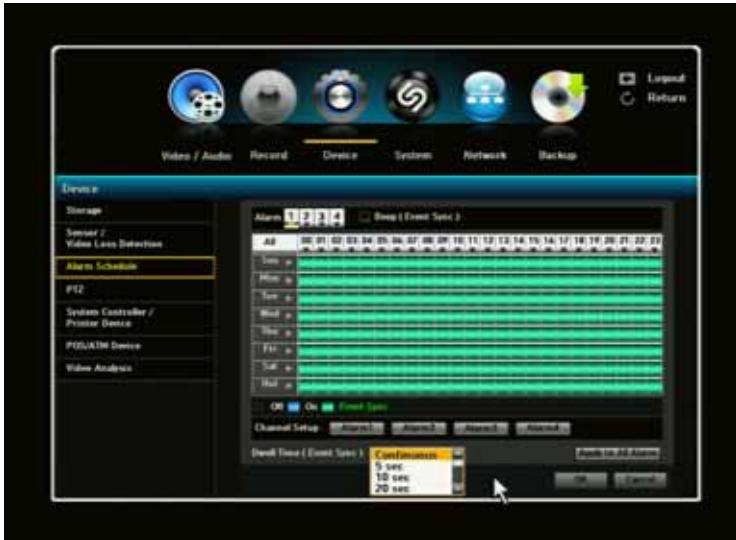 Logout
Return
Video / Audio Record Device System Network Backup
Device
Storage
Sensor /
Video Loss Detection
Alarm Schedule
PTZ
System Controller /
Printer Device
POS/ATM Device
Video Analysis
Alarm 1 2 3 4 Beep ( Event Sync )
All 00 01 02 03 04 05 06 07 08 09 10 11 12 13 14 15 16 17 18 19 20 21 22 23
Sun
Mon
Tue
Wed
Thu
Fri
Sat
Hol
Off On Event Sync
Channel Setup Alarm1 Alarm2 Alarm3 Alarm4
Dwell Time ( Event Sync ) Continuous Apply to All Alarm
5 sec
10 sec
20 sec
OK Cancel